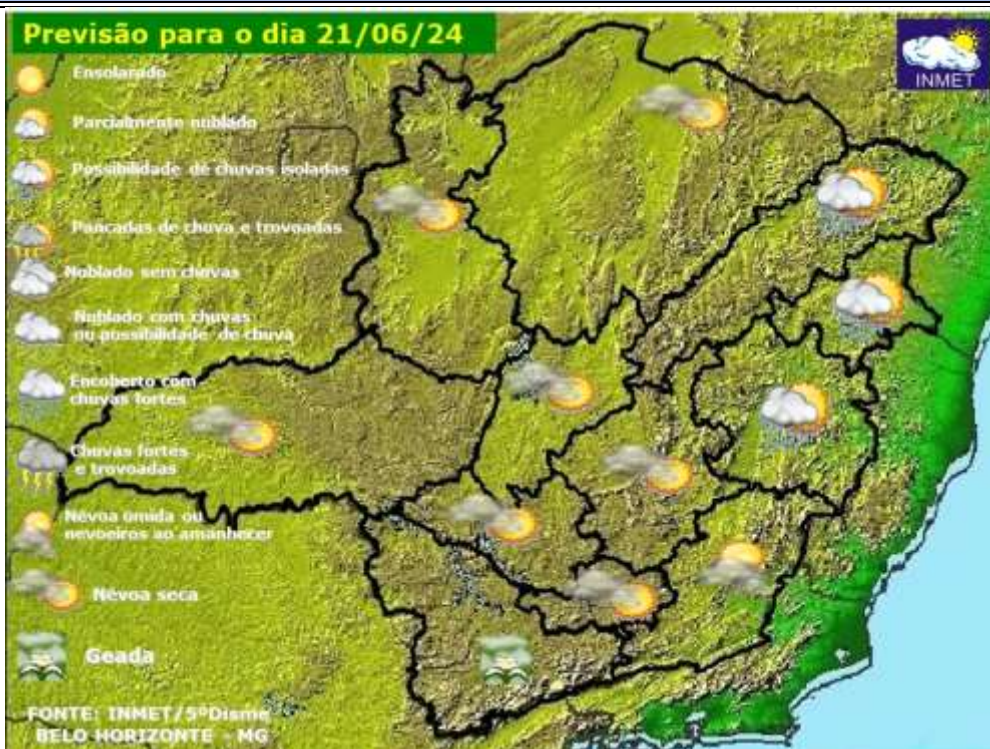 Previsão para o dia 21/06/24
INMET
Ensolarado
Parcialmente nublado
Possibilidade de chuvas isoladas
Pancadas de chuva e trovoadas
Nublado sem chuvas
Nublado com chuvas
ou possibilidade de chuva
Encoberto com
chuvas fortes
Chuvas fortes
e trovoadas
Névoa úmida ou
nevoeiros ao amanhecer
Névoa seca
Geada
FONTE: INMET/5ºDisme
BELO HORIZONTE - MG